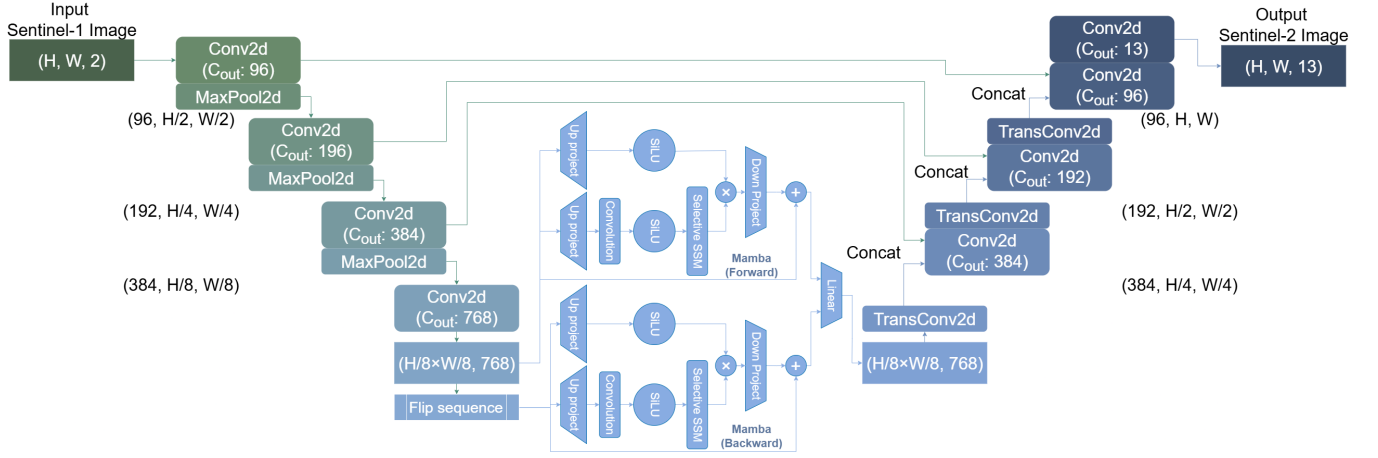 Input
Sentinel-1 Image
(H, W, 2)
Conv2d
(Cout: 96)
MaxPool2d
(96, H/2, W/2)
Conv2d
(Cout: 196)
MaxPool2d
(192, H/4, W/4)
Conv2d
(Cout: 384)
MaxPool2d
(384, H/8, W/8)
Conv2d
(Cout: 768)
(H/8×W/8, 768)
Flip sequence
Up project
SiLU
Up project
Convolution
SiLU
Selective SSM
×
Down Project
+
Mamba
(Forward)
Up project
SiLU
Up project
Convolution
SiLU
Selective SSM
×
Down Project
+
Mamba
(Backward)
Linear
(H/8×W/8, 768)
TransConv2d
Concat
Conv2d
(Cout: 384)
TransConv2d
(384, H/4, W/4)
Concat
Conv2d
(Cout: 192)
TransConv2d
(192, H/2, W/2)
Concat
Conv2d
(Cout: 96)
Conv2d
(Cout: 13)
(96, H, W)
Output
Sentinel-2 Image
(H, W, 13)